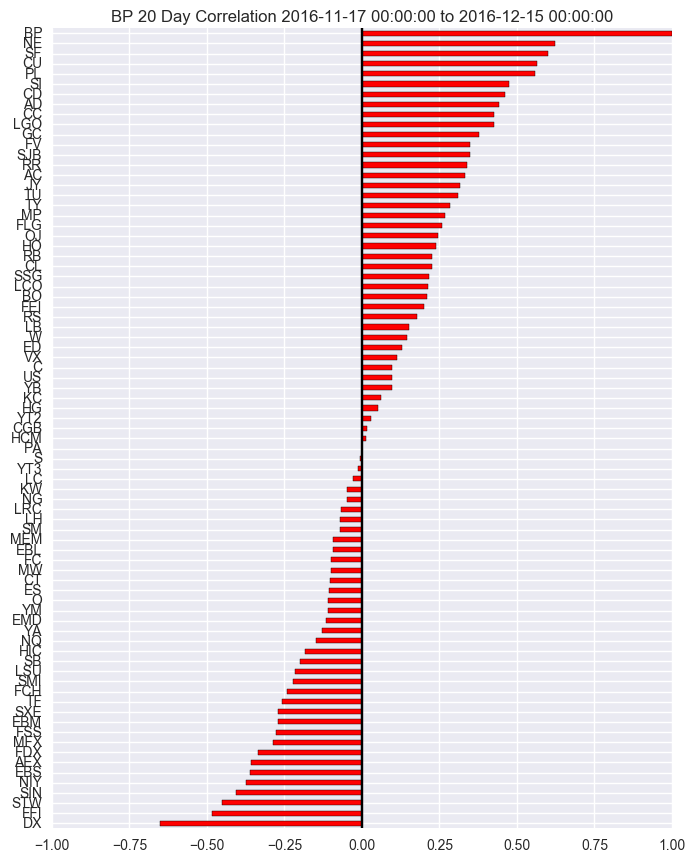 BP 20 Day Correlation 2016-11-17 00:00:00 to 2016-12-15 00:00:00
BP
NE
SF
CU
PL
SI
CD
AD
CC
LGO
GC
FV
SJB
RR
AC
JY
TU
TY
MP
FLG
OJ
HO
RB
CL
SSG
LCO
BO
FEI
RS
LB
W
ED
VX
C
US
YB
KC
HG
YT2
CGB
HCM
PA
S
YT3
LC
KW
NG
LRC
LH
SM
MEM
EBL
FC
MW
CT
ES
O
YM
EMD
YA
NQ
HIC
SB
LSU
SMI
FCH
TF
SXE
EBM
FSS
MFX
FDX
AEX
EBS
NIY
SIN
STW
FFI
DX
−1.00 −0.75 −0.50 −0.25 0.00 0.25 0.50 0.75 1.00